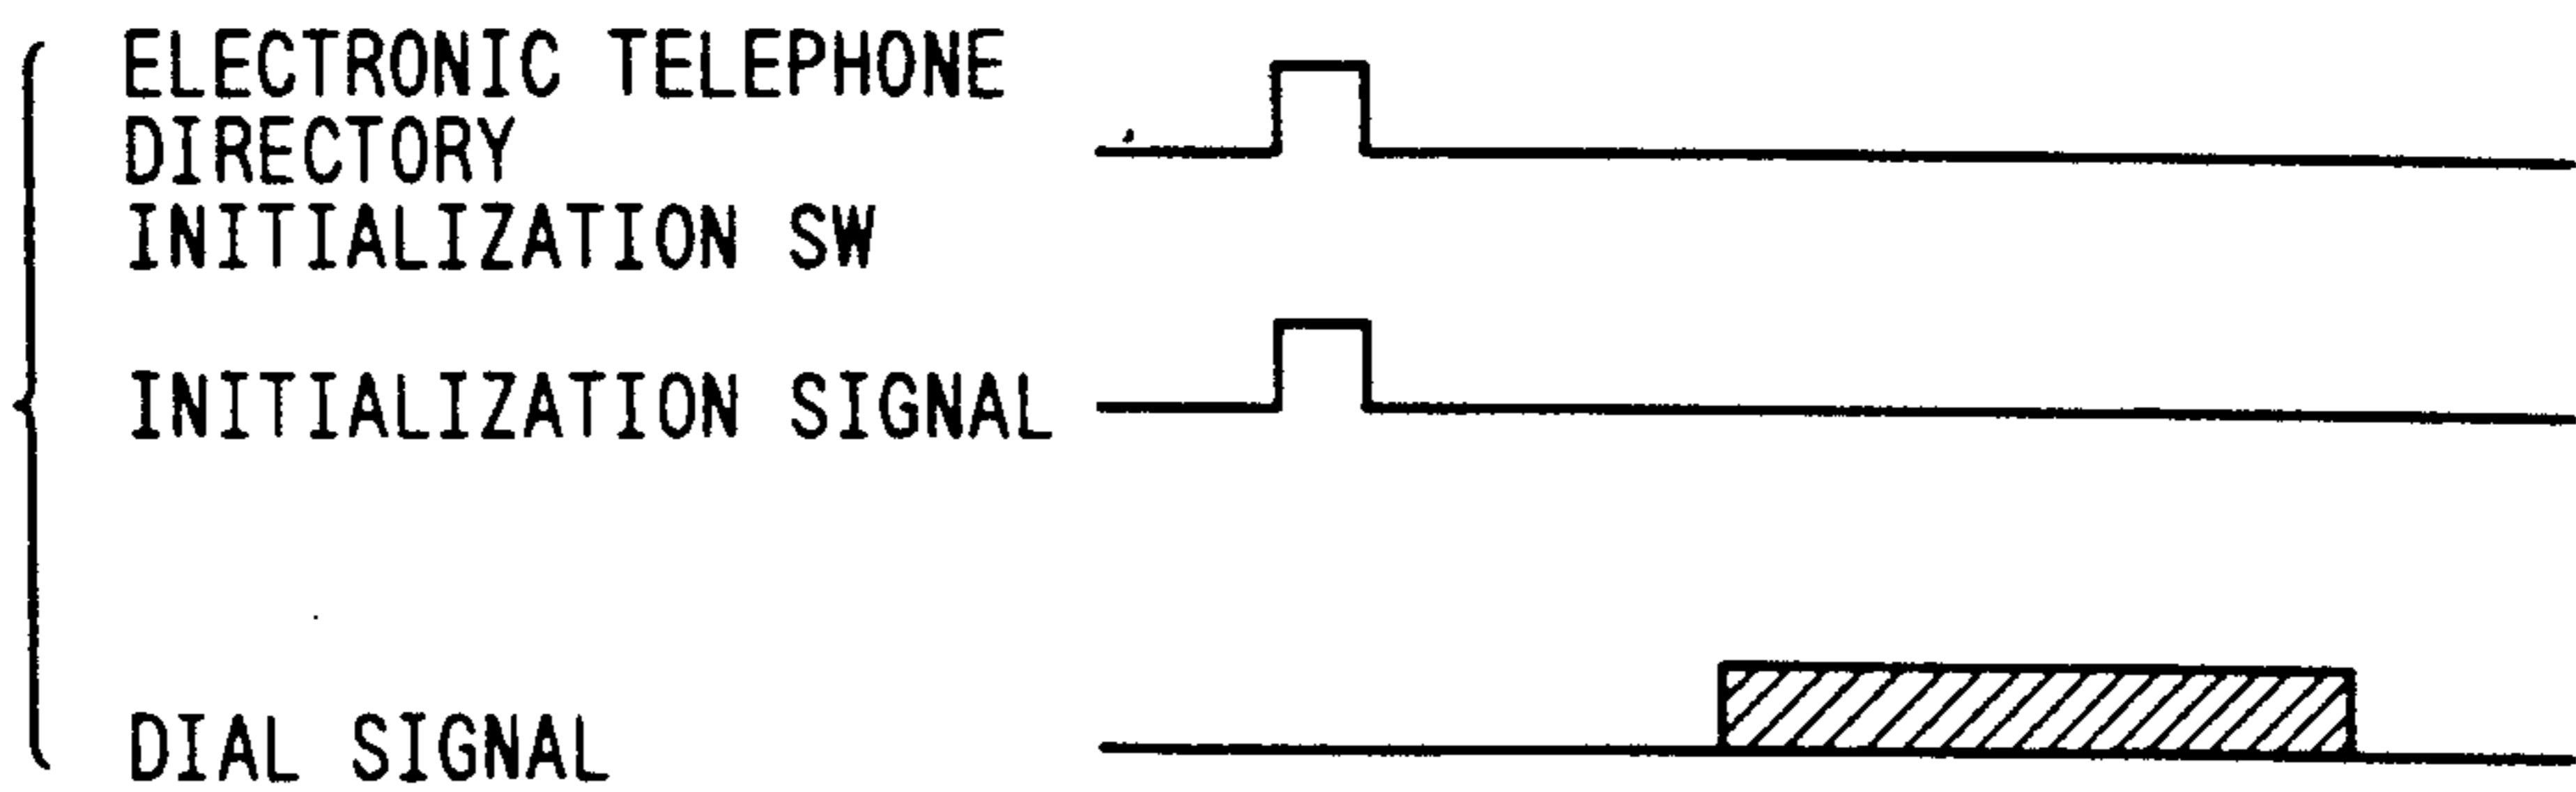 ELECTRONIC TELEPHONE
DIRECTORY
INITIALIZATION SW
INITIALIZATION SIGNAL
DIAL SIGNAL